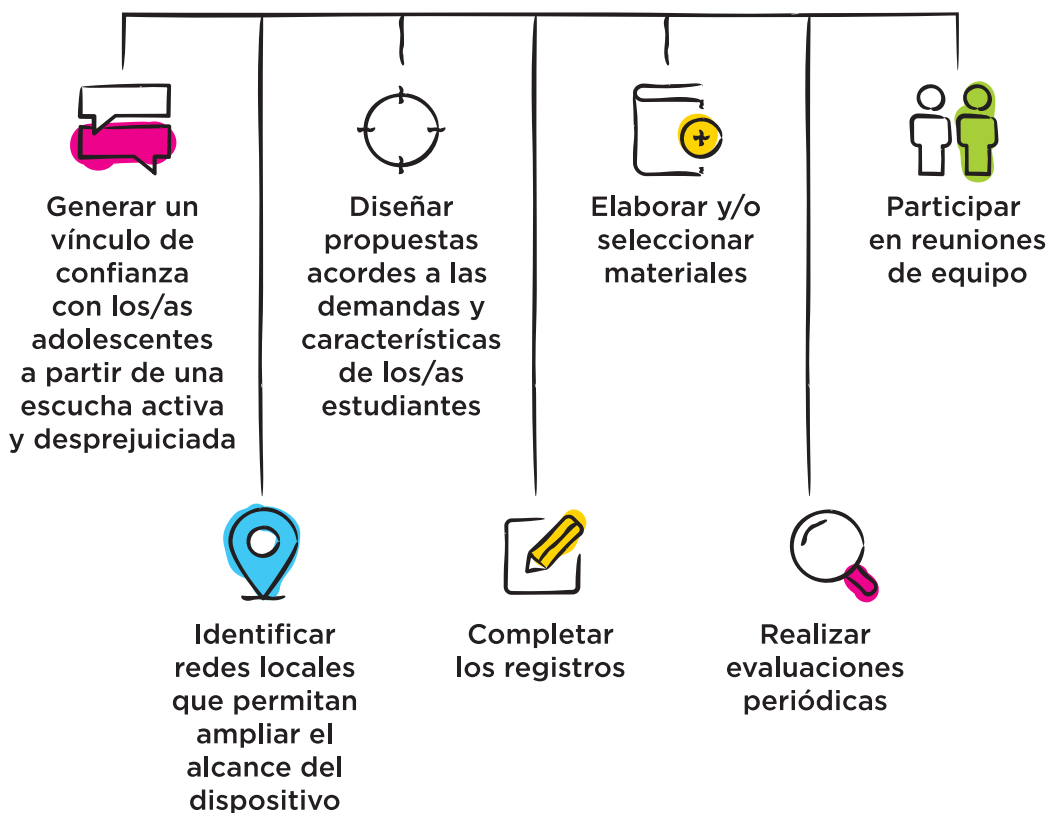 Generar un
vínculo de
confianza
con los/as
adolescentes
a partir de una
escucha activa
y desprejuiciada
Diseñar
propuestas
acordes a las
demandas y
características
de los/as
estudiantes
Elaborar y/o
seleccionar
materiales
Participar
en reuniones
de equipo
Identificar
redes locales
que permitan
ampliar el
alcance del
dispositivo
Completar
los registros
Realizar
evaluaciones
periódicas